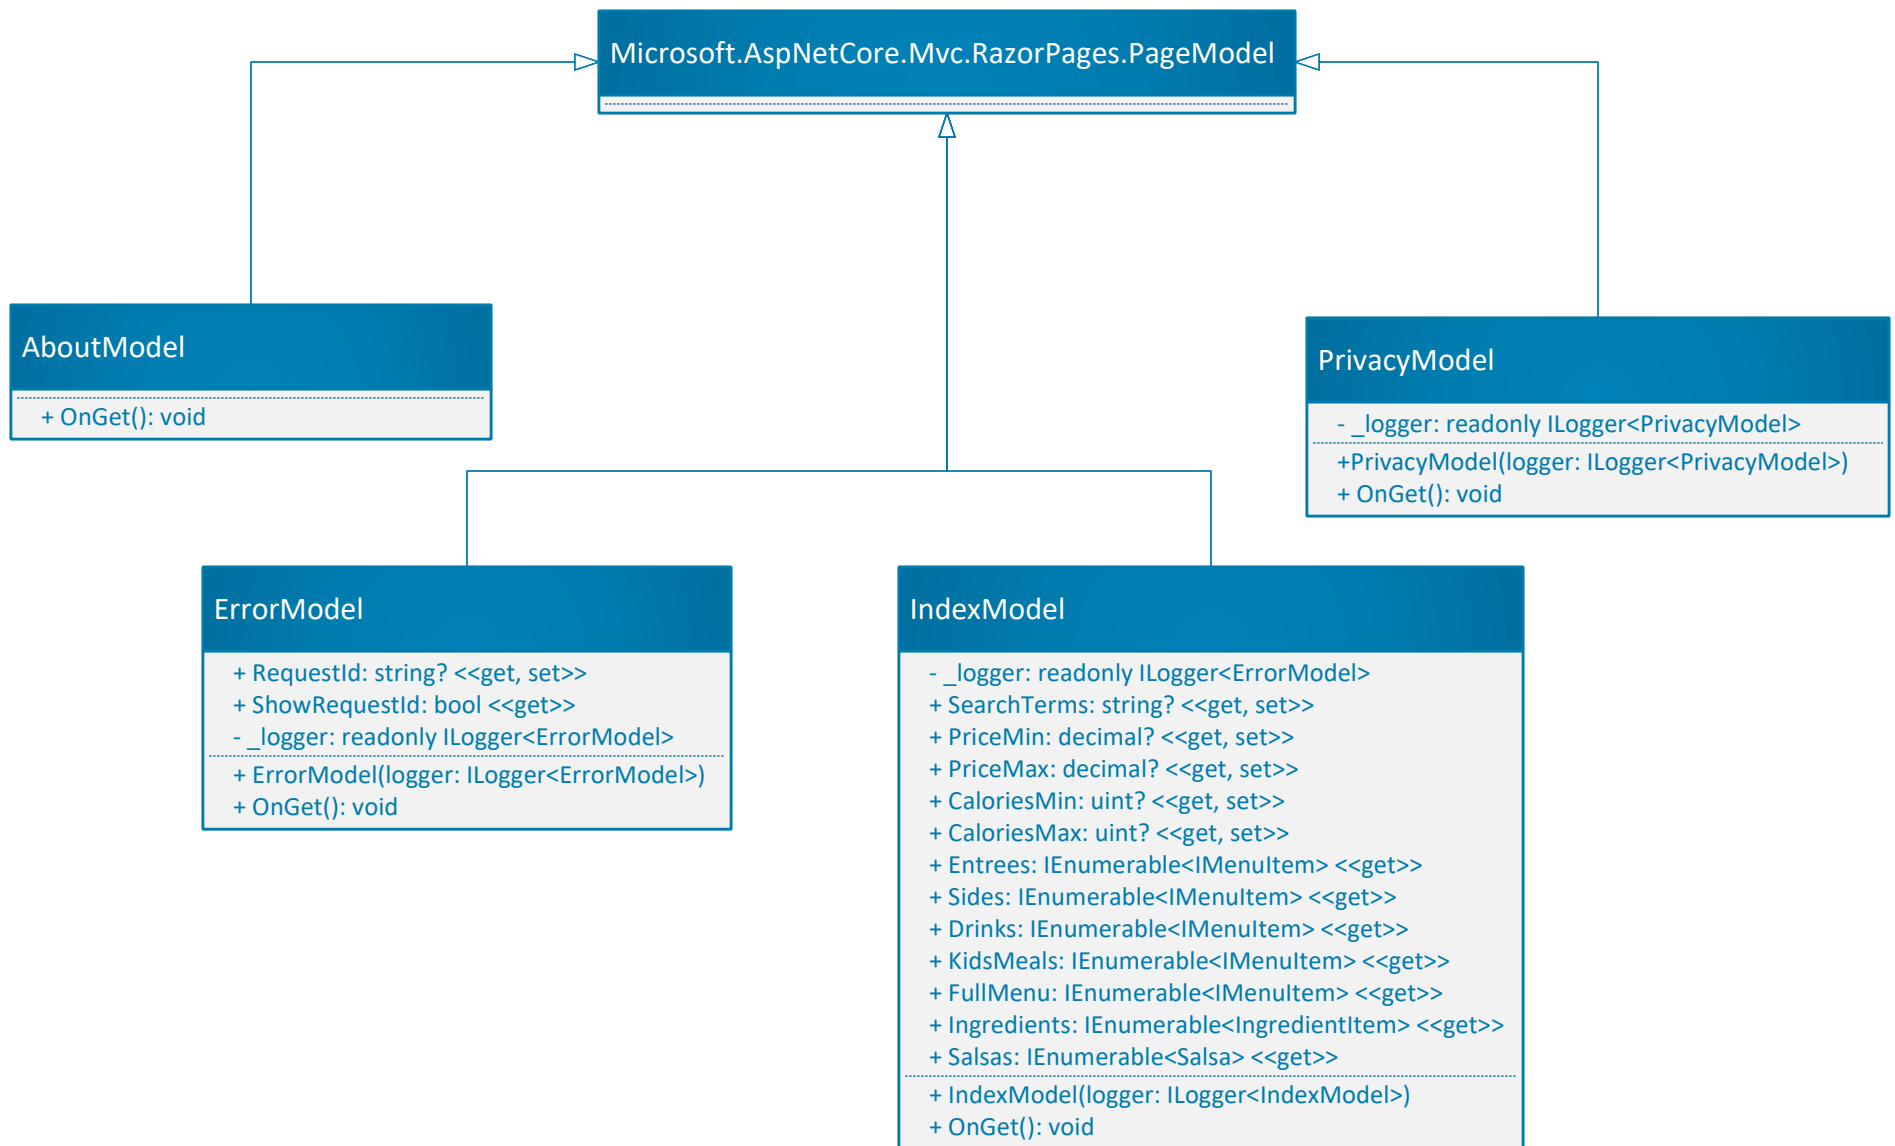 Microsoft.AspNetCore.Mvc.RazorPages.PageModel
AboutModel
+ OnGet(): void
PrivacyModel
- _logger: readonly ILogger<PrivacyModel>
+PrivacyModel(logger: ILogger<PrivacyModel>)
+ OnGet(): void
ErrorModel
+ RequestId: string? <<get, set>>
+ ShowRequestId: bool <<get>>
- _logger: readonly ILogger<ErrorModel>
+ ErrorModel(logger: ILogger<ErrorModel>)
+ OnGet(): void
IndexModel
- _logger: readonly ILogger<ErrorModel>
+ SearchTerms: string? <<get, set>>
+ PriceMin: decimal? <<get, set>>
+ PriceMax: decimal? <<get, set>>
+ CaloriesMin: uint? <<get, set>>
+ CaloriesMax: uint? <<get, set>>
+ Entrees: IEnumerable<IMenuItem> <<get>>
+ Sides: IEnumerable<IMenuItem> <<get>>
+ Drinks: IEnumerable<IMenuItem> <<get>>
+ KidsMeals: IEnumerable<IMenuItem> <<get>>
+ FullMenu: IEnumerable<IMenuItem> <<get>>
+ Ingredients: IEnumerable<IngredientItem> <<get>>
+ Salsas: IEnumerable<Salsa> <<get>>
+ IndexModel(logger: ILogger<IndexModel>)
+ OnGet(): void